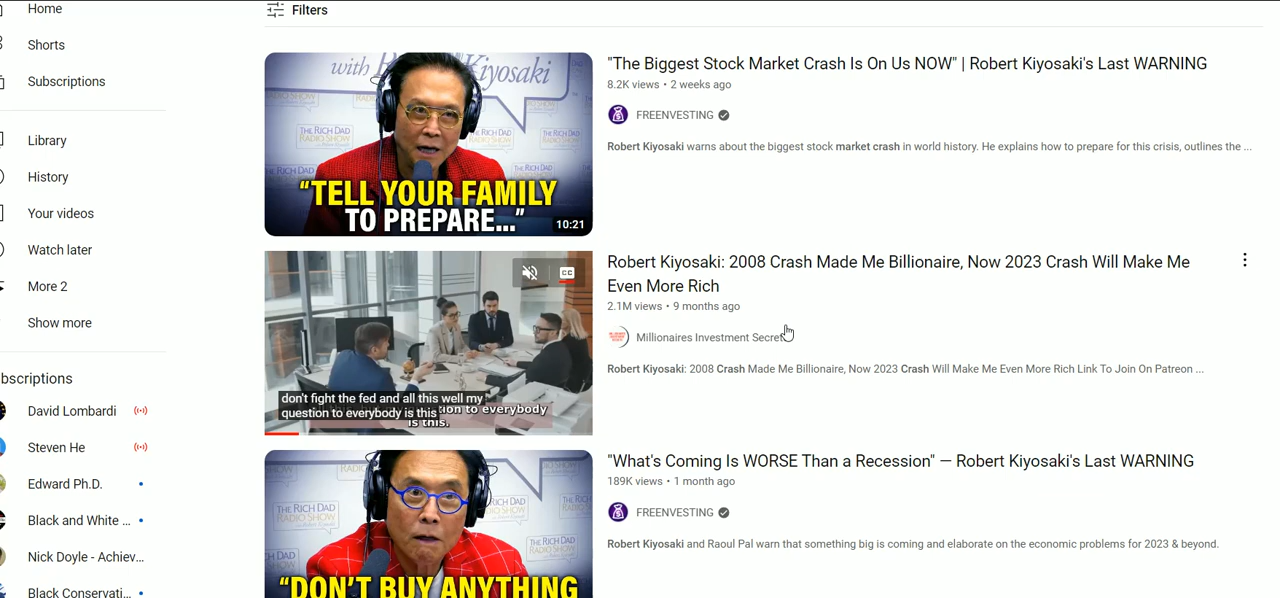 Home
Shorts
Subscriptions
Library
History
Your videos
Watch later
More 2
Show more
bscriptions
David Lombardi
Steven He
Edward Ph.D.
Black and White ...
Nick Doyle - Achiev...
Black Conservati...
Filters
with Kiyosaki
THE RICH DAD
RADIO SHOW
"TELL YOUR FAMILY
TO PREPARE..."
10:21
"The Biggest Stock Market Crash Is On Us NOW" | Robert Kiyosaki's Last WARNING
8.2K views • 2 weeks ago
FREENVESTING
Robert Kiyosaki warns about the biggest stock market crash in world history. He explains how to prepare for this crisis, outlines the ...
CC
don't fight the fed and all this well my
question to everybody is this
tion to everybody
is this.
Robert Kiyosaki: 2008 Crash Made Me Billionaire, Now 2023 Crash Will Make Me
Even More Rich
2.1M views • 9 months ago
Millionaires Investment Secret
Robert Kiyosaki: 2008 Crash Made Me Billionaire, Now 2023 Crash Will Make Me Even More Rich Link To Join On Patreon ...
"DON'T BUY ANYTHING
"What's Coming Is WORSE Than a Recession" — Robert Kiyosaki's Last WARNING
189K views • 1 month ago
FREENVESTING
Robert Kiyosaki and Raoul Pal warn that something big is coming and elaborate on the economic problems for 2023 & beyond.